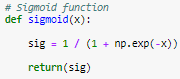 # Sigmoid function
def sigmoid(x):
sig = 1 / (1 + np.exp(-x))
return(sig)